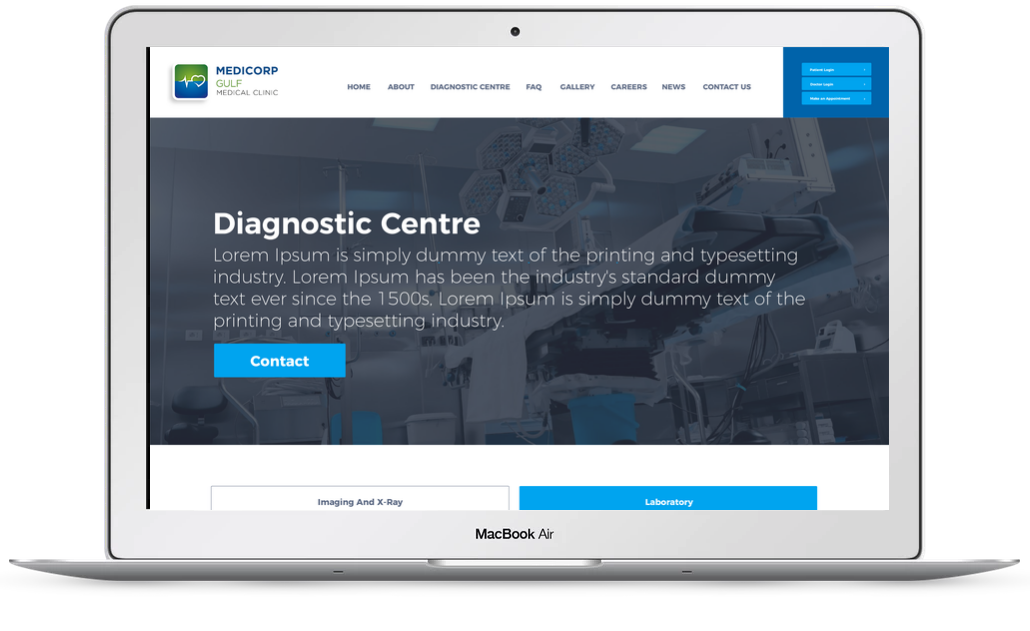 MEDICORP
GULF
MEDICAL CLINIC
HOME ABOUT DIAGNOSTIC CENTRE FAQ GALLERY CAREERS NEWS CONTACT US
Patient Login
Doctor Login
Make an Appointment
Diagnostic Centre
Lorem Ipsum is simply dummy text of the printing and typesetting
industry. Lorem Ipsum has been the industry's standard dummy
text ever since the 1500s. Lorem Ipsum is simply dummy text of the
printing and typesetting industry.
Contact
Imaging And X-Ray Laboratory
MacBook Air